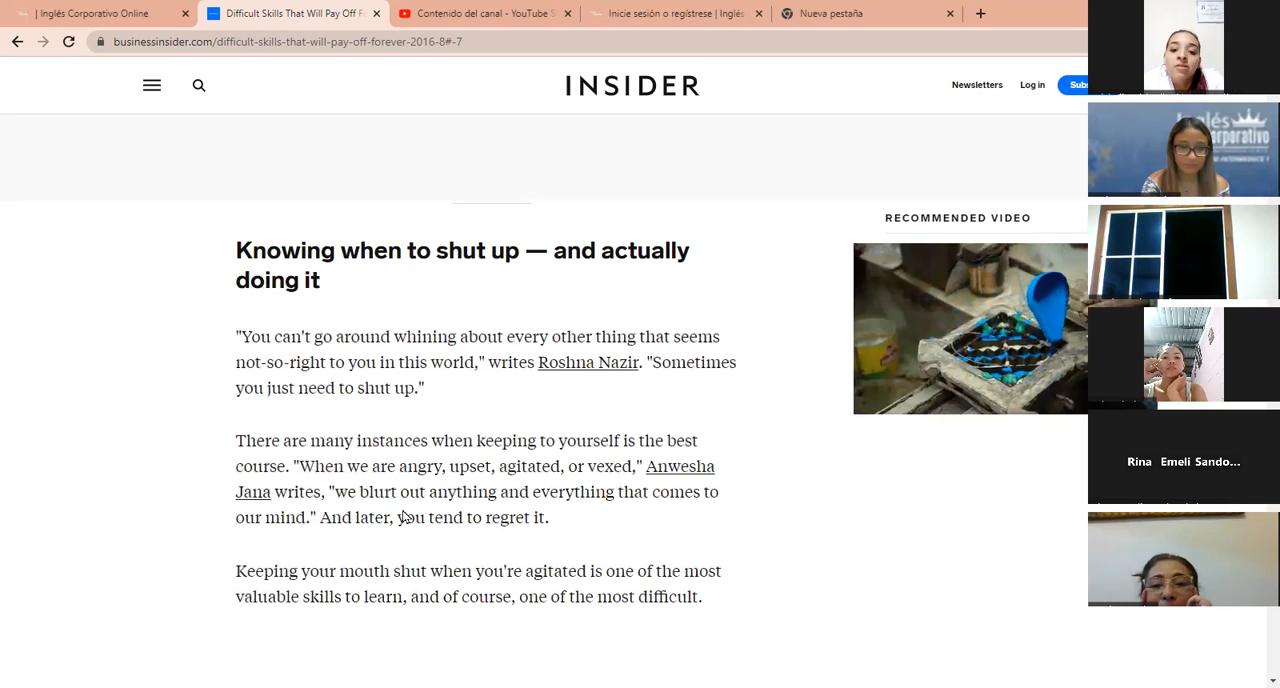 Inglés Corporativo Online
Difficult Skills That Will Pay Off F
Contenido del canal - YouTube S
Inicie sesión o regístrese | Inglés
Nueva pestaña
businessinsider.com/difficult-skills-that-will-pay-off-forever-2016-8#-7
INSIDER
Newsletters
Log in
Subs
RECOMMENDED VIDEO
Knowing when to shut up — and actually
doing it
"You can't go around whining about every other thing that seems
not-so-right to you in this world," writes Roshna Nazir. "Sometimes
you just need to shut up."
There are many instances when keeping to yourself is the best
course. "When we are angry, upset, agitated, or vexed," Anwesha
Jana writes, "we blurt out anything and everything that comes to
our mind." And later, you tend to regret it.
Keeping your mouth shut when you're agitated is one of the most
valuable skills to learn, and of course, one of the most difficult.
Inglés
orporativo
Rina Emeli Sando...